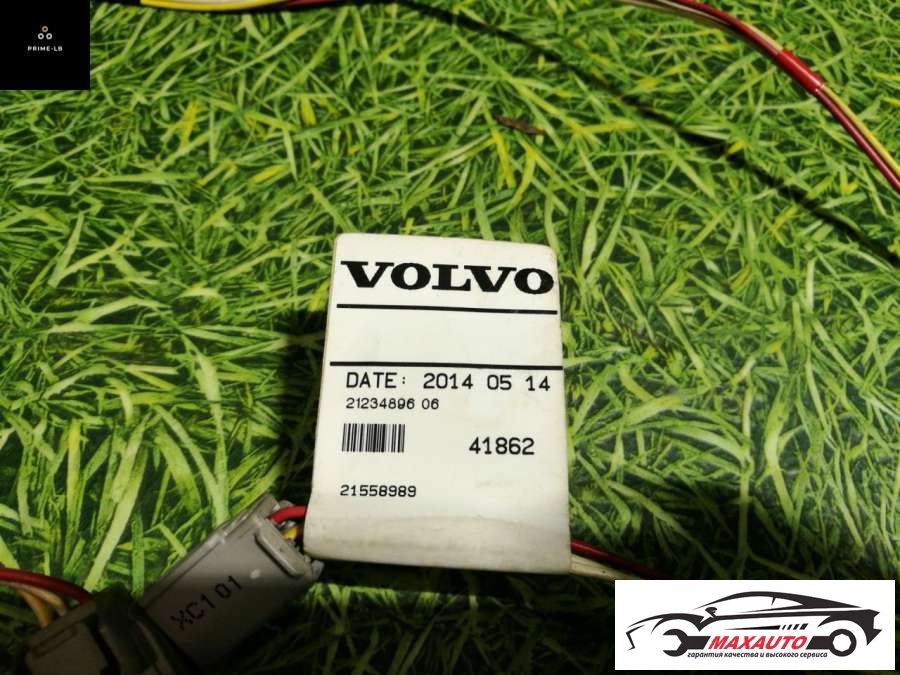 PRIME-LB
VOLVO
DATE: 2014 05 14
21234896 06
41862
21558989
XC101
MAXAUTO
гарантия качества и высокого сервиса